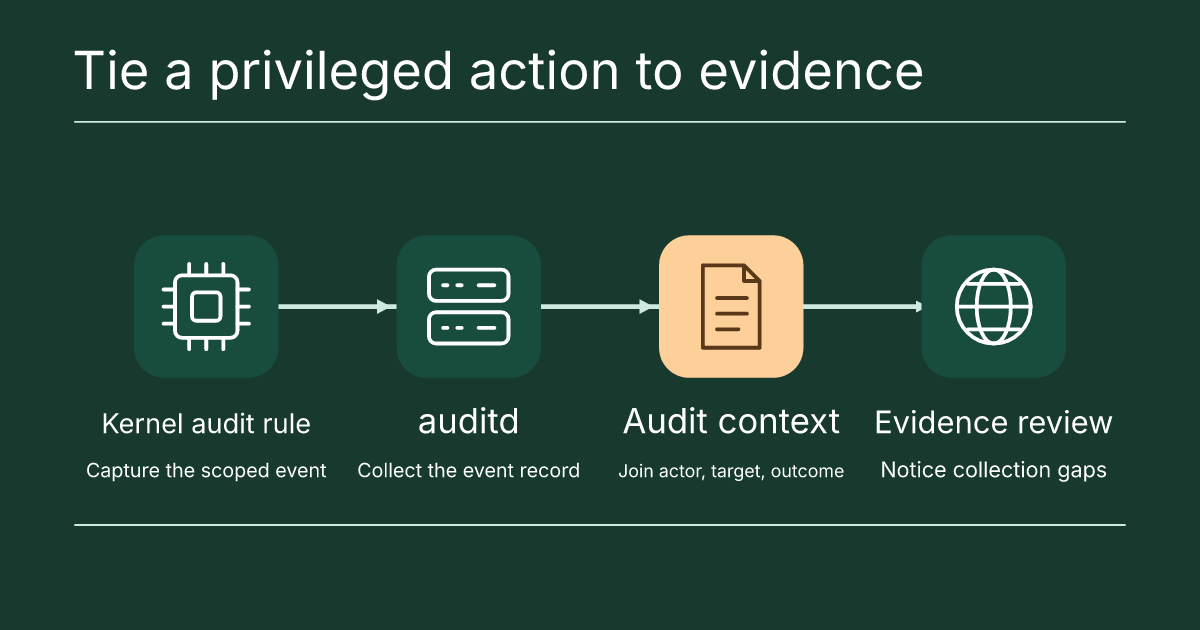 Tie a privileged action to evidence
Kernel audit rule
Capture the scoped event
auditd
Collect the event record
Audit context
Join actor, target, outcome
Evidence review
Notice collection gaps